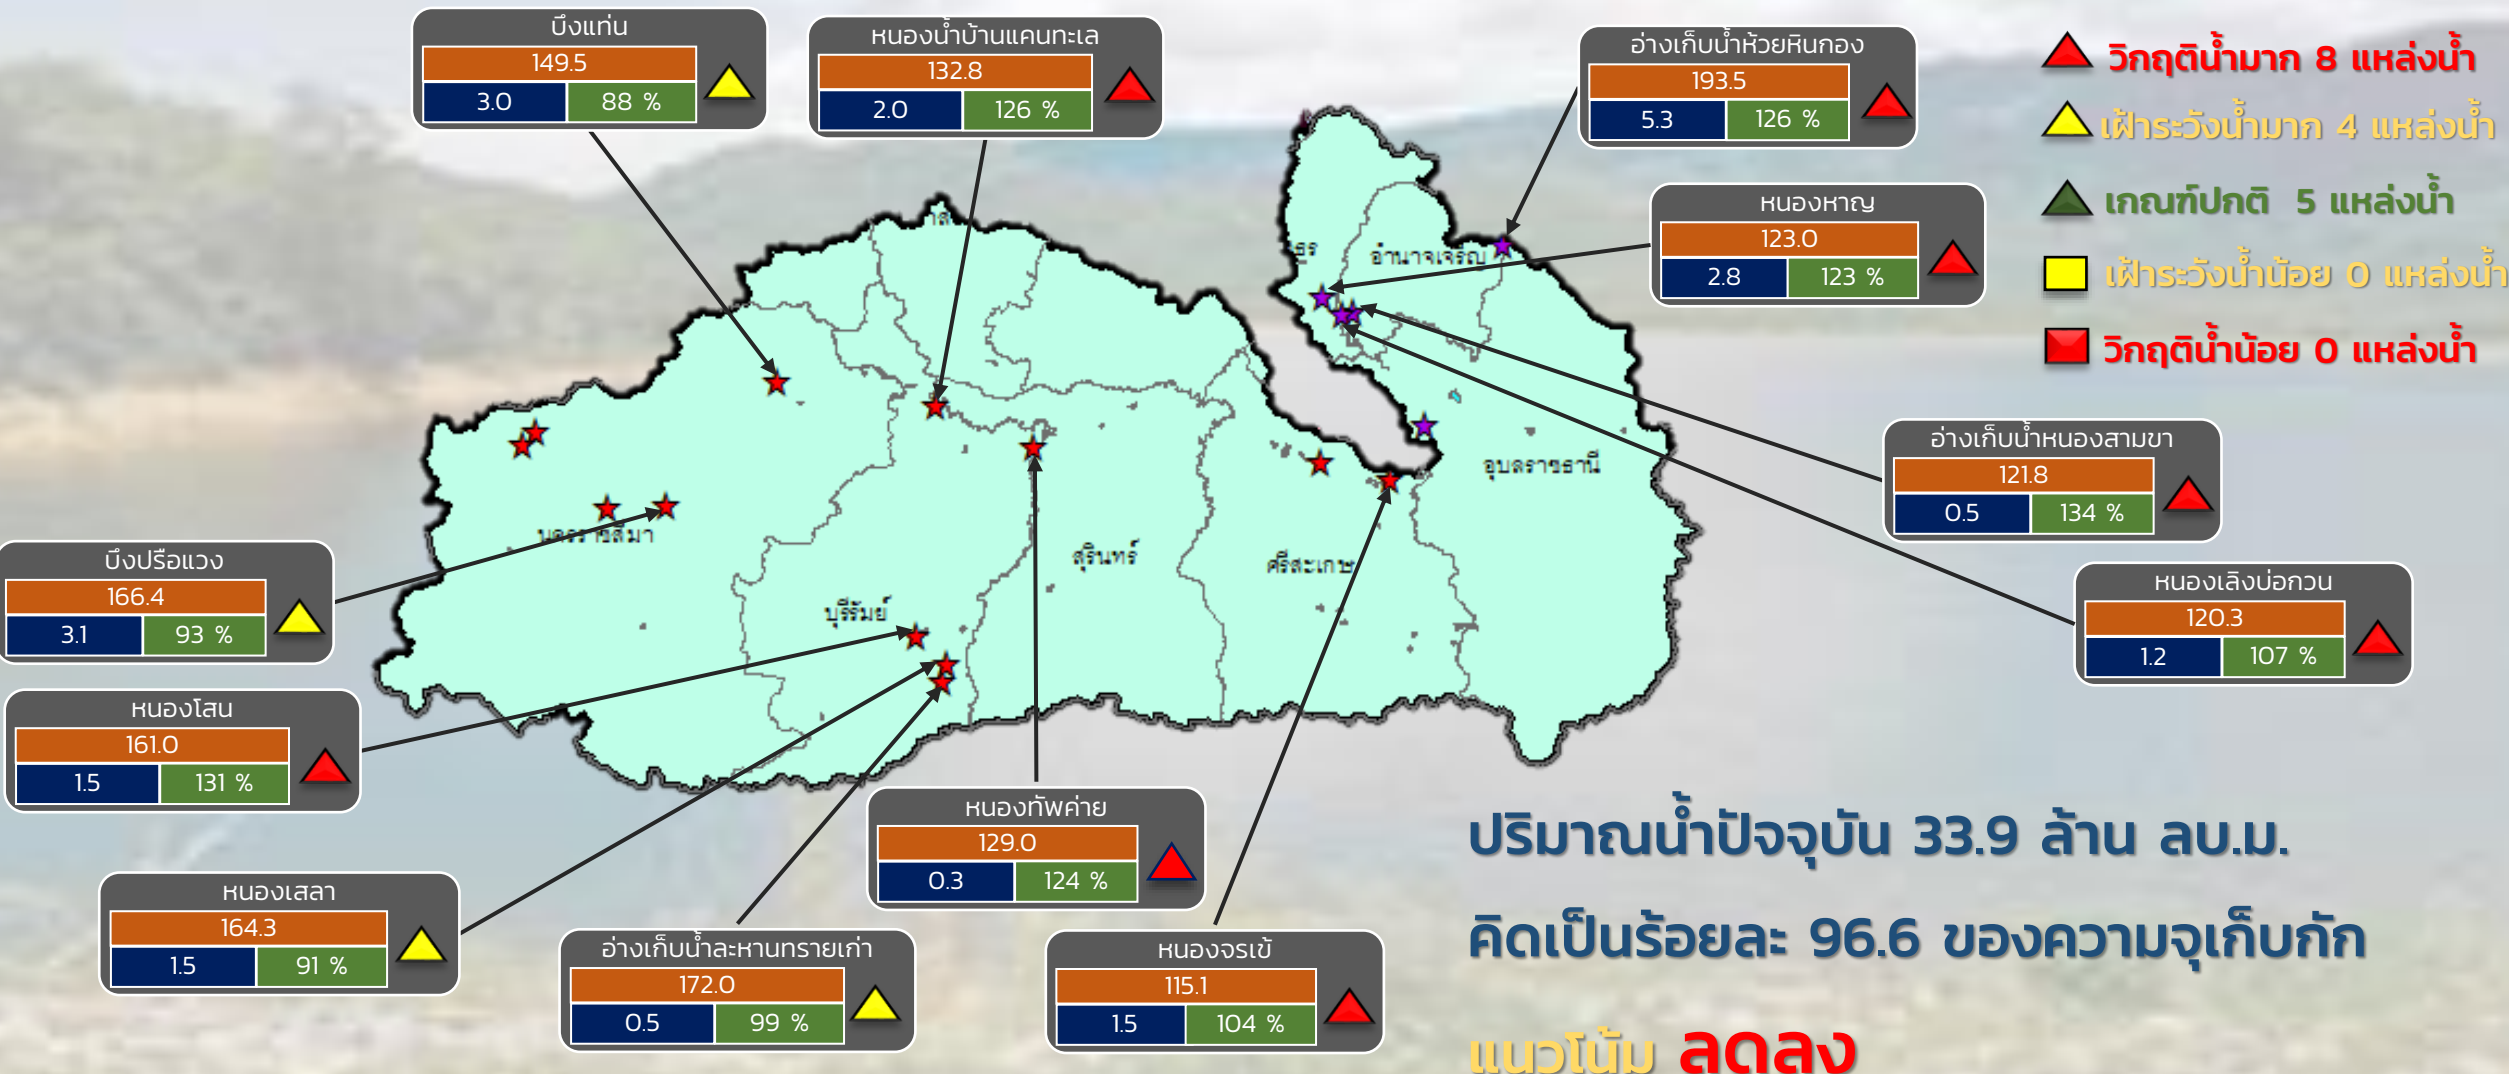 บึงแท่น
149.5
3.0 88 %
หนองน้ำบ้านแคนทะเล
132.8
2.0 126 %
อ่างเก็บน้ำห้วยหินกอง
193.5
5.3 126 %
วิกฤติน้ำมาก 8 แหล่งน้ำ
เฝ้าระวังน้ำมาก 4 แหล่งน้ำ
เกณฑ์ปกติ 5 แหล่งน้ำ
เฝ้าระวังน้ำน้อย 0 แหล่งน้ำ
วิกฤติน้ำน้อย 0 แหล่งน้ำ
หนองหาญ
123.0
2.8 123 %
อำนาจเจริญ
อุบลราชธานี
นครราชสีมา
สุรินทร์
ศรีสะเกษ
บุรีรัมย์
อ่างเก็บน้ำหนองสามขา
121.8
0.5 134 %
บึงปรือแวง
166.4
3.1 93 %
หนองเลิงบ่อกวน
120.3
1.2 107 %
หนองโสน
161.0
1.5 131 %
หนองทัพค่าย
129.0
0.3 124 %
หนองเสลา
164.3
1.5 91 %
อ่างเก็บน้ำละหานทรายเก่า
172.0
0.5 99 %
หนองจรเข้
115.1
1.5 104 %
ปริมาณน้ำปัจจุบัน 33.9 ล้าน ลบ.ม.
คิดเป็นร้อยละ 96.6 ของความจุเก็บกัก
แนวโน้ม ลดลง